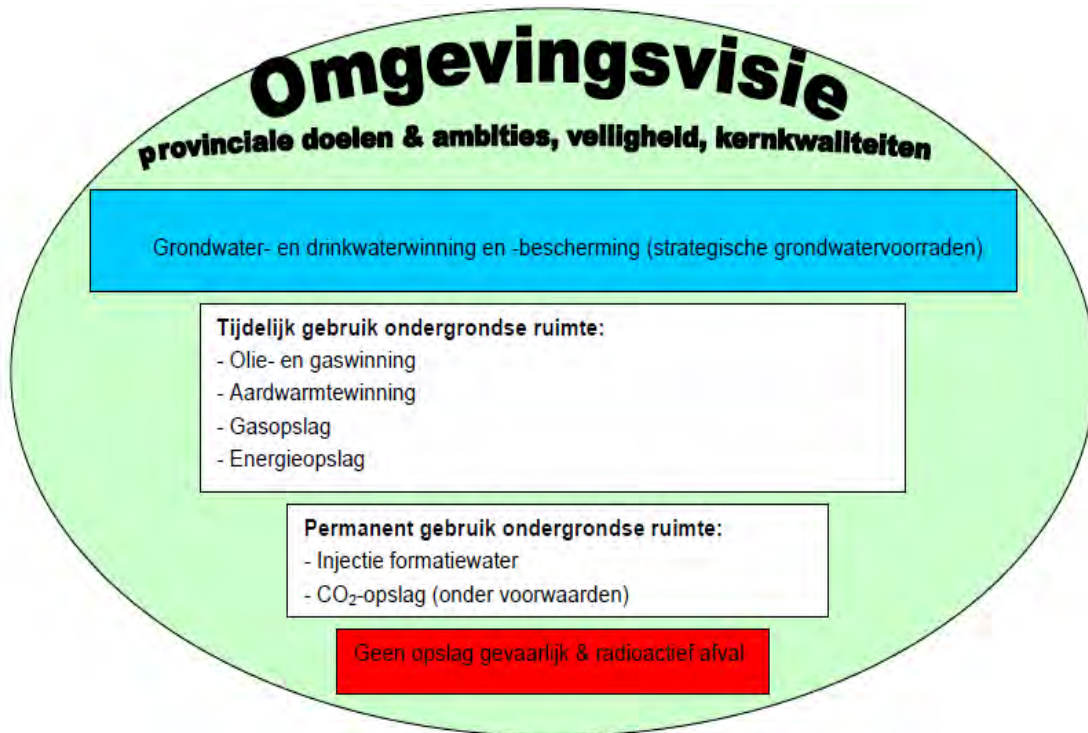 Omgevingsvisie
provinciale doelen & ambities, veiligheid, kernkwaliteiten
Grondwater- en drinkwaterwinning en -bescherming (strategische grondwatervoorraden)
Tijdelijk gebruik ondergrondse ruimte:
- Olie- en gaswinning
- Aardwarmtewinning
- Gasopslag
- Energieopslag
Permanent gebruik ondergrondse ruimte:
- Injectie formatiewater
- CO₂-opslag (onder voorwaarden)
Geen opslag gevaarlijk & radioactief afval